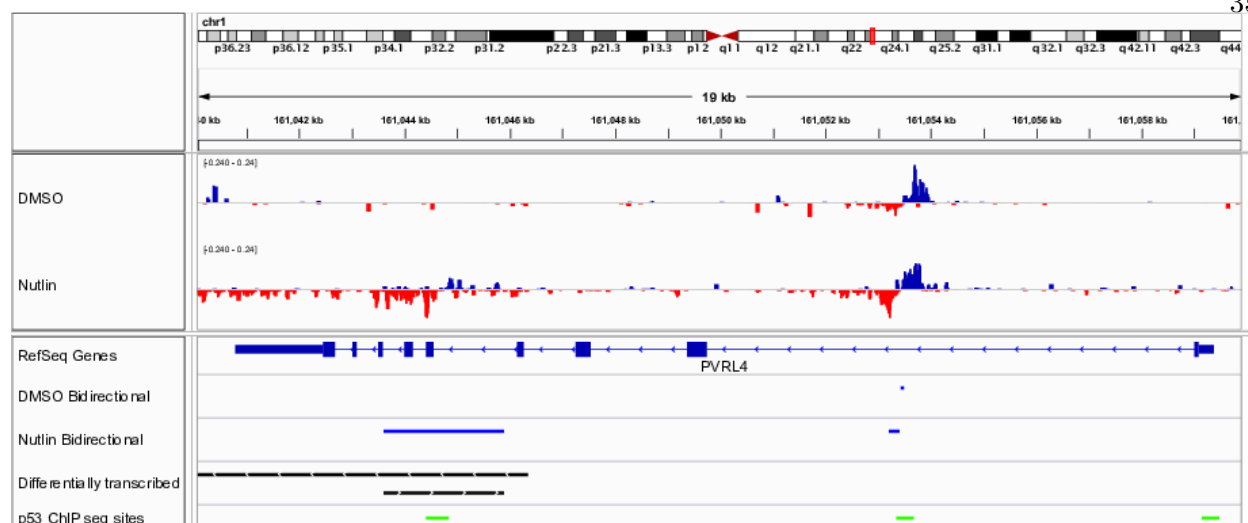 35
chr1
p36.23 p36.12 p35.1 p34.1 p32.2 p31.2 p22.3 p21.3 p13.3 p12 q11 q12 q21.1 q22 q24.1 q25.2 q31.1 q32.1 q32.3 q42.11 q42.3 q44
19 kb
i0 kb 161,042 kb 161,044 kb 161,046 kb 161,048 kb 161,050 kb 161,052 kb 161,054 kb 161,056 kb 161,058 kb 161,
[-0.240 - 0.24]
DMSO
[-0.240 - 0.24]
Nutlin
RefSeq Genes
PVRL4
DMSO Bidirectional
Nutlin Bidirectional
Differentially transcribed
p53 ChIP seq sites